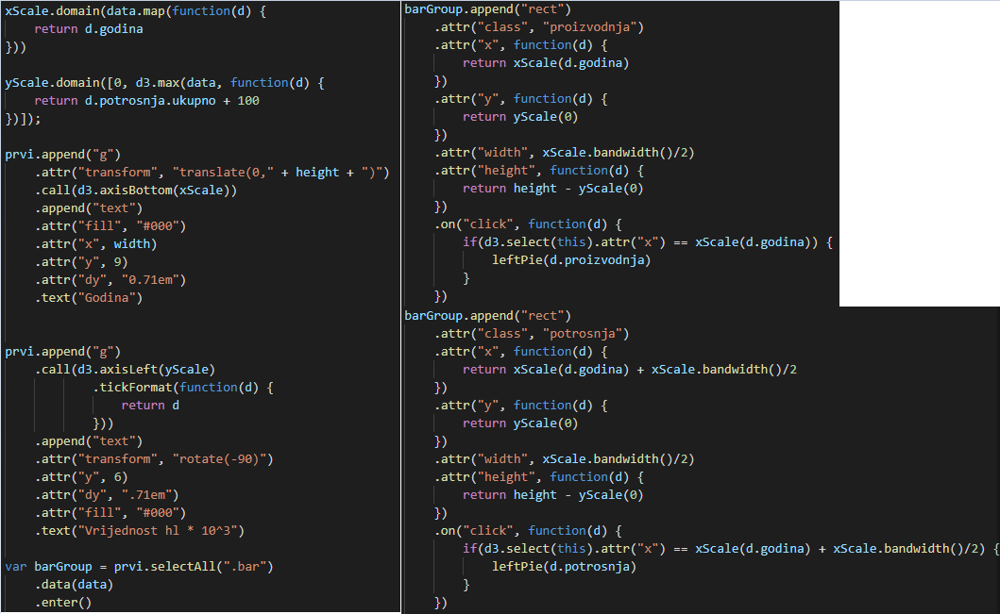 xScale.domain(data.map(function(d) {
    return d.godina
}))

yScale.domain([0, d3.max(data, function(d) {
    return d.potrosnja.ukupno + 100
})]);

prvi.append("g")
    .attr("transform", "translate(0," + height + ")")
    .call(d3.axisBottom(xScale))
    .append("text")
    .attr("fill", "#000")
    .attr("x", width)
    .attr("y", 9)
    .attr("dy", "0.71em")
    .text("Godina")

prvi.append("g")
    .call(d3.axisLeft(yScale)
            .tickFormat(function(d) {
                return d
            }))
    .append("text")
    .attr("transform", "rotate(-90)")
    .attr("y", 6)
    .attr("dy", ".71em")
    .attr("fill", "#000")
    .text("Vrijednost hl * 10^3")

var barGroup = prvi.selectAll(".bar")
    .data(data)
    .enter()

barGroup.append("rect")
    .attr("class", "proizvodnja")
    .attr("x", function(d) {
        return xScale(d.godina)
    })
    .attr("y", function(d) {
        return yScale(0)
    })
    .attr("width", xScale.bandwidth()/2)
    .attr("height", function(d) {
        return height - yScale(0)
    })
    .on("click", function(d) {
        if(d3.select(this).attr("x") == xScale(d.godina)) {
            leftPie(d.proizvodnja)
        }
    })
barGroup.append("rect")
    .attr("class", "potrosnja")
    .attr("x", function(d) {
        return xScale(d.godina) + xScale.bandwidth()/2
    })
    .attr("y", function(d) {
        return yScale(0)
    })
    .attr("width", xScale.bandwidth()/2)
    .attr("height", function(d) {
        return height - yScale(0)
    })
    .on("click", function(d) {
        if(d3.select(this).attr("x") == xScale(d.godina) + xScale.bandwidth()/2) {
            leftPie(d.potrosnja)
        }
    })